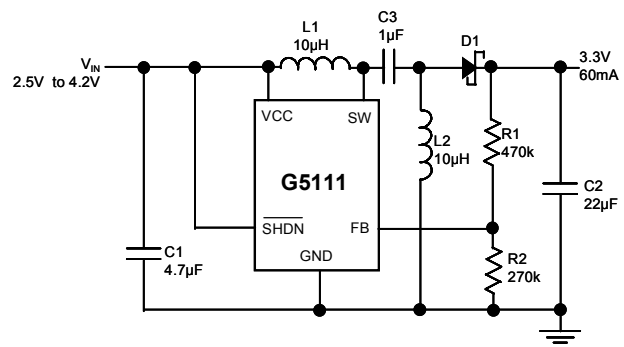 L1
10µH
C3
1µF
D1
VIN
2.5V to 4.2V
3.3V
60mA
VCC
SW
L2
10µH
R1
470k
G5111
C2
22µF
SHDN
FB
GND
C1
4.7µF
R2
270k